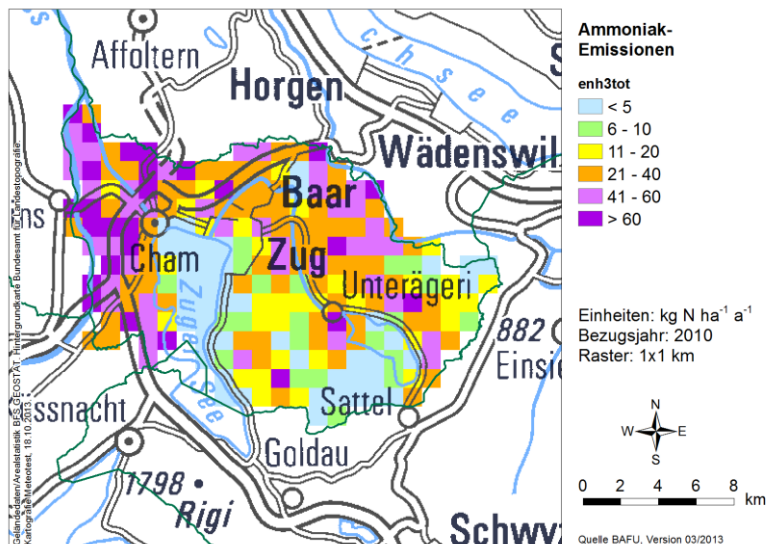 Affoltern
Horgen
chsee
Wädenswil
Baar
Zug
Cham
Unterägeri
Zuger
See
882
Einsie
ns
ssnacht
Sattel
Goldau
1798
Rigi
Schwyz
Geländedaten/Arealstatistik BFS GEOSTAT. Hintergrundkarte Bundesamt für Landestopografie.
Kartografie Meteotest, 18.10.2013.
Ammoniak-
Emissionen
enh3tot
< 5
6 - 10
11 - 20
21 - 40
41 - 60
> 60
Einheiten: kg N ha⁻¹ a⁻¹
Bezugsjahr: 2010
Raster: 1x1 km
N
W E
S
0 2 4 6 8
km
Quelle BAFU, Version 03/2013